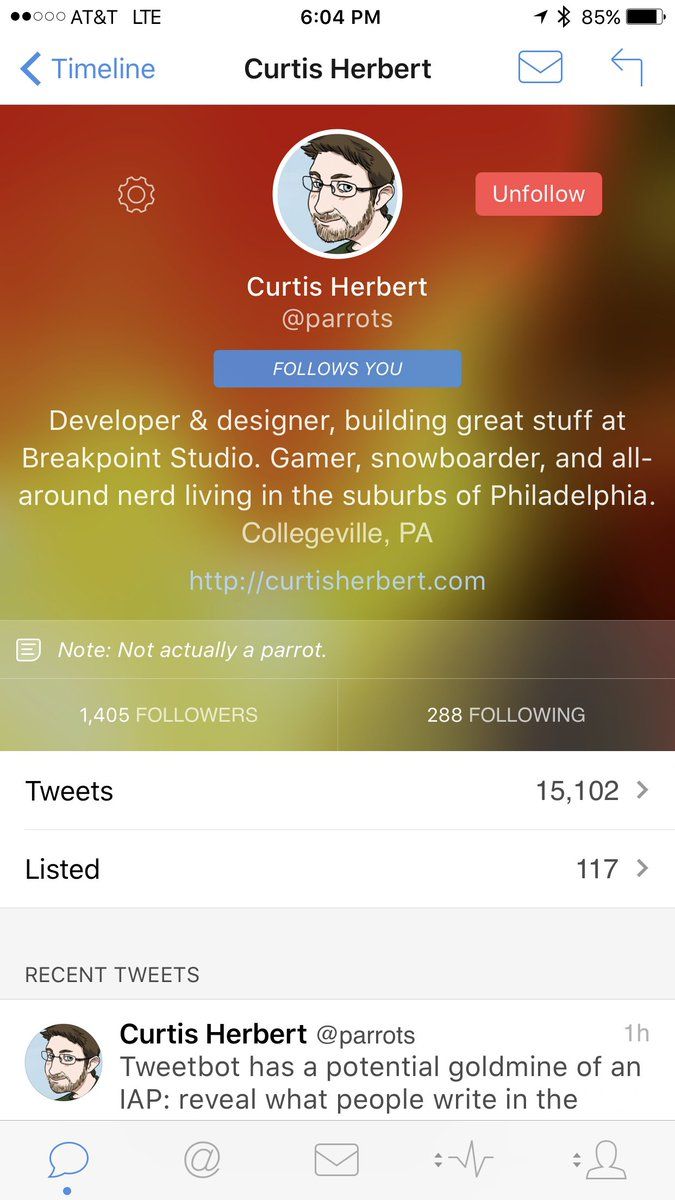 AT&T LTE 6:04 PM 85%
Timeline Curtis Herbert
Unfollow
Curtis Herbert
@parrots
FOLLOWS YOU
Developer & designer, building great stuff at
Breakpoint Studio. Gamer, snowboarder, and all-
around nerd living in the suburbs of Philadelphia.
Collegeville, PA
http://curtisherbert.com
Note: Not actually a parrot.
1,405 FOLLOWERS 288 FOLLOWING
Tweets 15,102
Listed 117
RECENT TWEETS
Curtis Herbert @parrots 1h
Tweetbot has a potential goldmine of an
IAP: reveal what people write in the